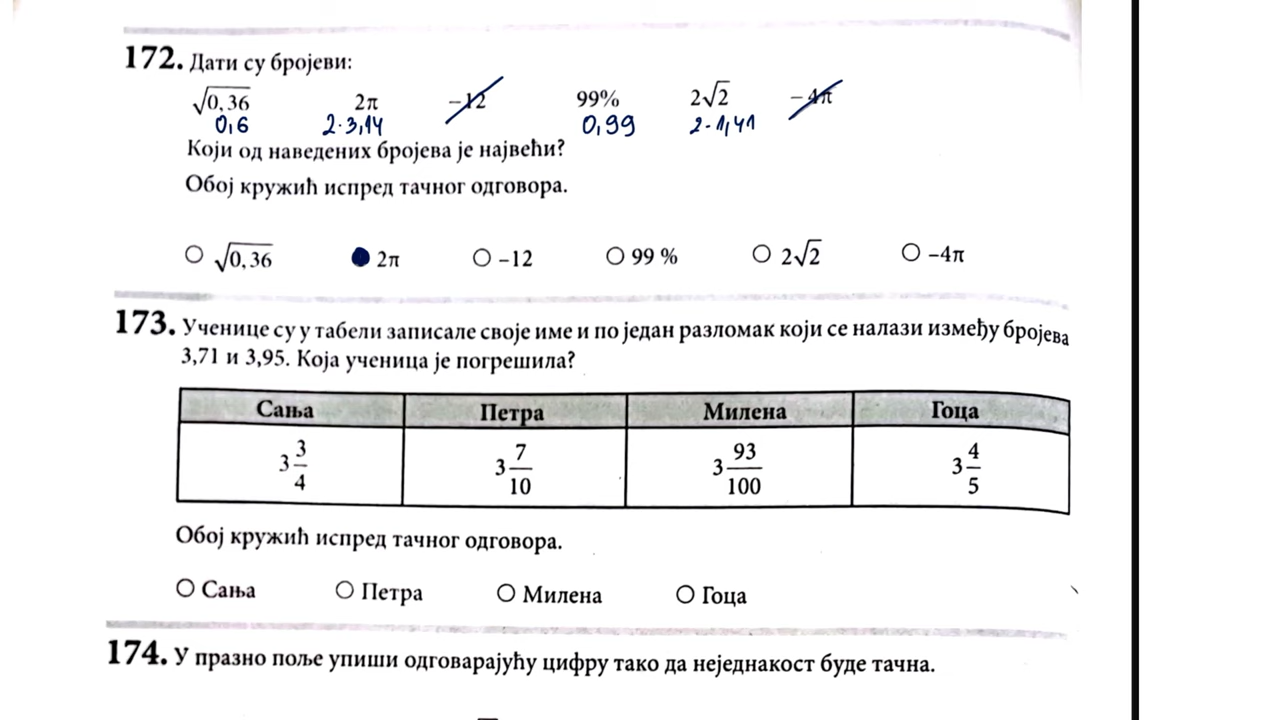 172. Дати су бројеви:
√0,36 2π −12 99% 2√2 −4π
0,6 2·3,14 0,99 2·1,41
Који од наведених бројева је највећи?
Обој кружић испред тачног одговора.
√0,36 2π −12 99 % 2√2 −4π
173. Ученице су у табели записале своје име и по један разломак који се налази између бројева
3,71 и 3,95. Која ученица је погрешила?
Сања Петра Милена Гоца
3 3/4 3 7/10 3 93/100 3 4/5
Обој кружић испред тачног одговора.
Сања Петра Милена Гоца
174. У празно поље упиши одговарајућу цифру тако да неједнакост буде тачна.